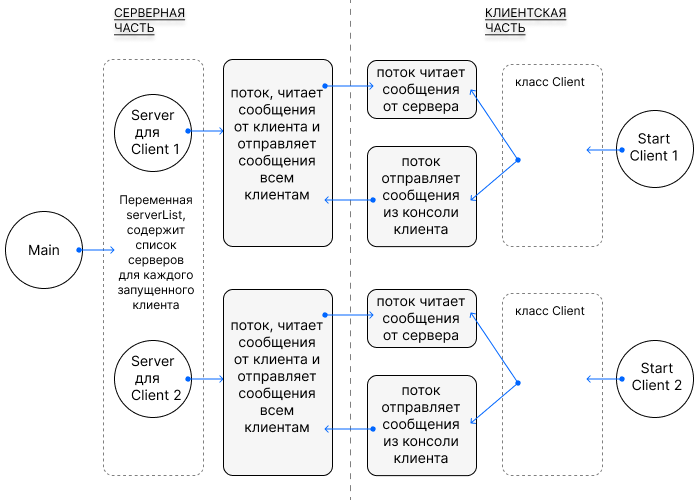 СЕРВЕРНАЯ
ЧАСТЬ
КЛИЕНТСКАЯ
ЧАСТЬ
Main
Server
для
Client 1
Переменная
serverList,
содержит
список
серверов
для каждого
запущенного
клиента
Server
для
Client 2
поток, читает
сообщения
от клиента и
отправляет
сообщения
всем
клиентам
поток читает
сообщения
от сервера
поток
отправляет
сообщения
из консоли
клиента
класс Client
Start
Client 1
поток, читает
сообщения
от клиента и
отправляет
сообщения
всем
клиентам
поток читает
сообщения
от сервера
поток
отправляет
сообщения
из консоли
клиента
класс Client
Start
Client 2